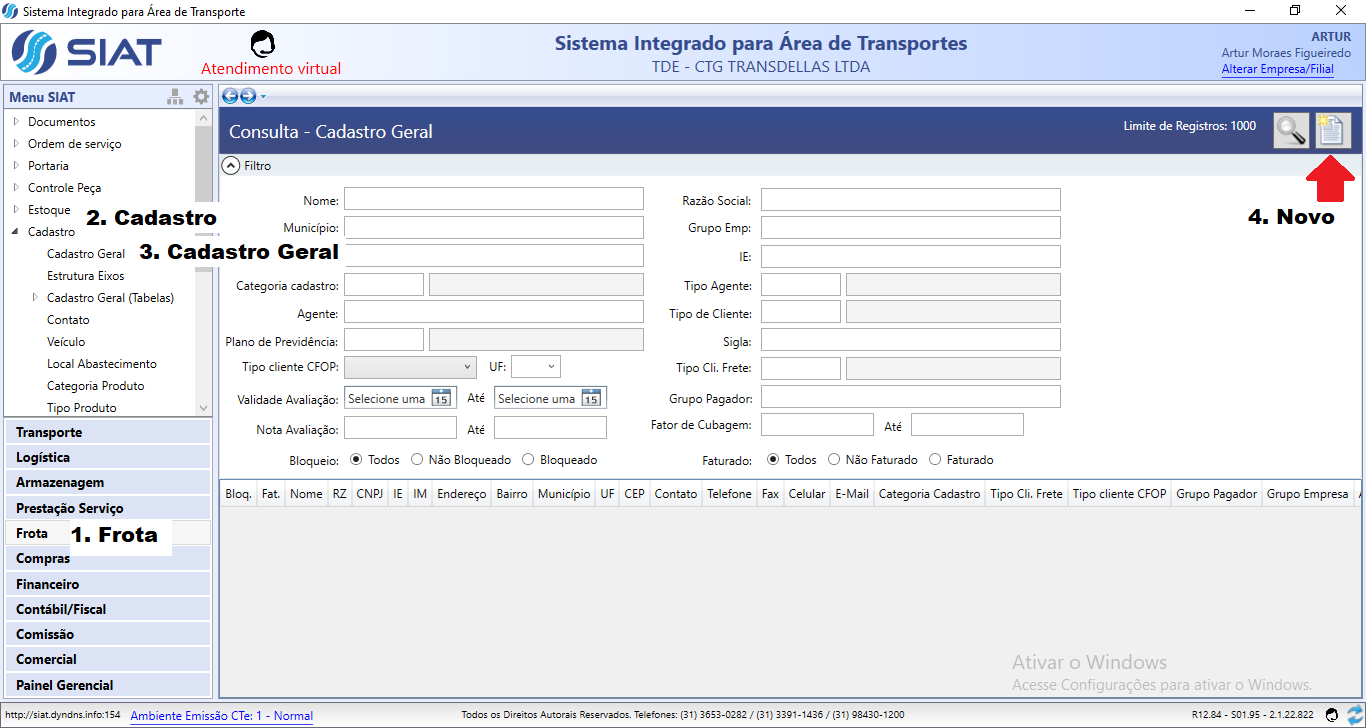 Sistema Integrado para Área de Transporte
SIAT
Atendimento virtual
Sistema Integrado para Área de Transportes
TDE - CTG TRANSDELLAS LTDA
ARTUR
Artur Moraes Figueiredo
Alterar Empresa/Filial
Menu SIAT
Documentos
Ordem de serviço
Portaria
Controle Peça
Estoque
2. Cadastro
Cadastro
Cadastro Geral
3. Cadastro Geral
Estrutura Eixos
Cadastro Geral (Tabelas)
Contato
Veículo
Local Abastecimento
Categoria Produto
Tipo Produto
Transporte
Logística
Armazenagem
Prestação Serviço
Frota
1. Frota
Compras
Financeiro
Contábil/Fiscal
Comissão
Comercial
Painel Gerencial
Consulta - Cadastro Geral
Limite de Registros: 1000
4. Novo
Filtro
Nome:
Razão Social:
Município:
Grupo Emp:
IE:
Categoria cadastro:
Tipo Agente:
Agente:
Tipo de Cliente:
Plano de Previdência:
Sigla:
Tipo cliente CFOP:
UF:
Tipo Cli. Frete:
Validade Avaliação: Selecione uma 15 Até Selecione uma 15
Grupo Pagador:
Nota Avaliação: Até
Fator de Cubagem: Até
Bloqueio: Todos Não Bloqueado Bloqueado
Faturado: Todos Não Faturado Faturado
Bloq. Fat. Nome RZ CNPJ IE IM Endereço Bairro Município UF CEP Contato Telefone Fax Celular E-Mail Categoria Cadastro Tipo Cli. Frete Tipo cliente CFOP Grupo Pagador Grupo Empresa
Ativar o Windows
Acesse Configurações para ativar o Windows.
http://siat.dyndns.info:154 Ambiente Emissão CTe: 1 - Normal
Todos os Direitos Autorais Reservados. Telefones: (31) 3653-0282 / (31) 3391-1436 / (31) 98430-1200
R12.84 - S01.95 - 2.1.22.822